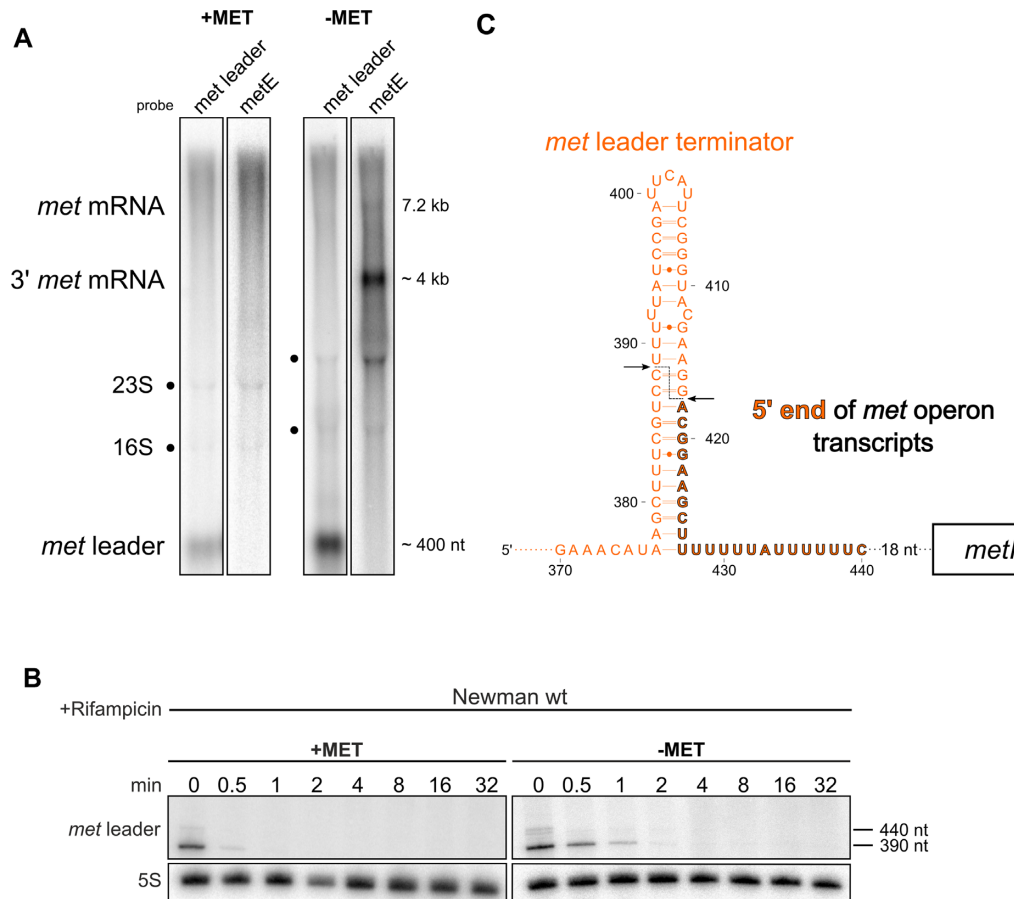 A
+MET
-MET
probe
met leader
metE
met leader
metE
met mRNA
7.2 kb
3' met mRNA
~ 4 kb
23S
16S
met leader
~ 400 nt
C
met leader terminator
U C A
400 U U
A U
G C
C G
C G
U G
A U 410
U A
U C
U G
390 U A
U A
C G
C G
U A
G C
C G 420
U G
U A
U A
380 C G
G C
A U
5' GAAACAUA UUUUUUAUUUUUUC 18 nt
370 430 440
5' end of met operon
transcripts
B
+Rifampicin
Newman wt
+MET
-MET
min 0 0.5 1 2 4 8 16 32 0 0.5 1 2 4 8 16 32
met leader
440 nt
390 nt
5S